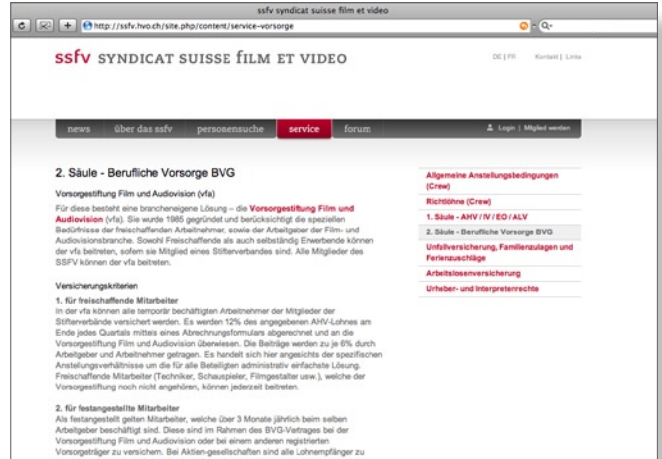 ssfv syndicat suisse film et video
http://ssfv.hvo.ch/site.php/content/service-vorsorge
Q-
ssfv SYNDICAT SUISSE fILM ET VIDEO
DE | FR Kontakt | Links
news über das ssfv personensuche service forum
Login | Mitglied werden
2. Säule - Berufliche Vorsorge BVG
Vorsorgestiftung Film und Audiovision (vfa)
Für diese besteht eine brancheneigene Lösung – die Vorsorgestiftung Film und
Audiovision (vfa). Sie wurde 1985 gegründet und berücksichtigt die speziellen
Bedürfnisse der freischaffenden Arbeitnehmer, sowie der Arbeitgeber der Film- und
Audiovisionsbranche. Sowohl Freischaffende als auch selbständig Erwerbende können
der vfa beitreten, sofern sie Mitglied eines Stifterverbandes sind. Alle Mitglieder des
SSFV können der vfa beitreten.
Versicherungskriterien
1. für freischaffende Mitarbeiter
In der vfa können alle temporär bechäftigten Arbeitnehmer der Mitglieder der
Stifterverbände versichert werden. Es werden 12% des angegebenen AHV-Lohnes am
Ende jedes Quartals mittels eines Abrechnungsformulars abgerechnet und an die
Vorsorgestiftung Film und Audiovision überwiesen. Die Beiträge werden zu je 6% durch
Arbeitgeber und Arbeitnehmer getragen. Es handelt sich hier angesichts der spezifischen
Anstellungsverhältnisse um die für alle Beteiligten administrativ einfachste Lösung.
Freischaffende Mitarbeiter (Techniker, Schauspieler, Filmgestalter usw.), welche der
Vorsorgestiftung noch nicht angehören, können jederzeit beitreten.
2. für festangestellte Mitarbeiter
Als festangestellt gelten Mitarbeiter, welche über 3 Monate jährlich beim selben
Arbeitgeber beschäftigt sind. Diese sind im Rahmen des BVG-Vertrages bei der
Vorsorgestiftung Film und Audiovision oder bei einem anderen registrierten
Vorsorgeträger zu versichern. Bei Aktien-gesellschaften sind alle Lohnempfänger zu
Allgemeine Anstellungsbedingungen
(Crew)
Richtlöhne (Crew)
1. Säule - AHV / IV / EO / ALV
2. Säule - Berufliche Vorsorge BVG
Unfallversicherung, Familienzulagen und
Ferienzuschläge
Arbeitslosenversicherung
Urheber- und Interpretenrechte